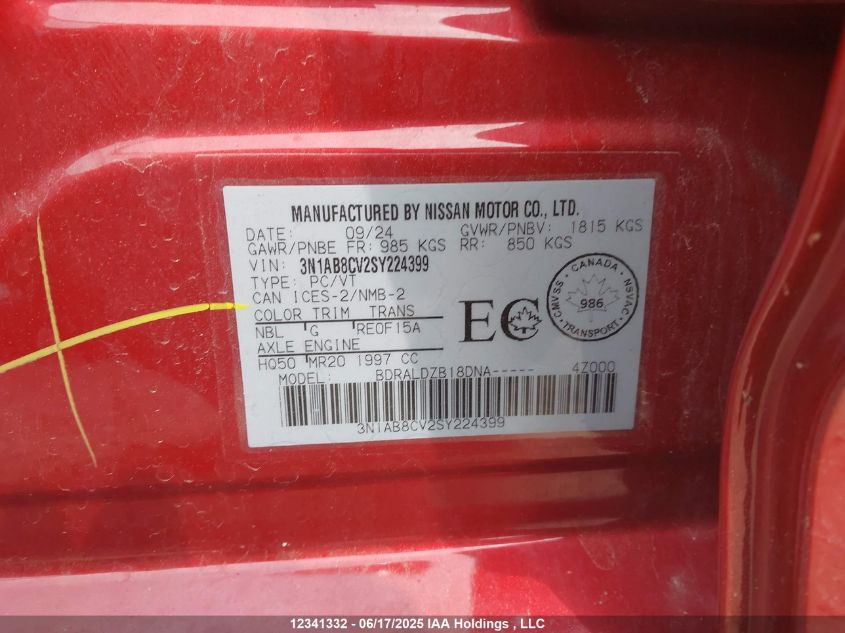 MANUFACTURED BY NISSAN MOTOR CO., LTD.
DATE: 09/24 GVWR/PNBV: 1815 KGS
GAWR/PNBE FR: 985 KGS RR: 850 KGS
VIN: 3N1AB8CV2SY224399
TYPE: PC/VT
CAN ICES-2/NMB-2
COLOR TRIM TRANS
NBL G RE0F15A
AXLE ENGINE
HQ50 MR20 1997 CC
MODEL: BDRALDZB18DNA----- 4Z000
3N1AB8CV2SY224399
EC
CANADA
CMVSS
986
NSVAC
TRANSPORT
12341332 - 06/17/2025 IAA Holdings , LLC